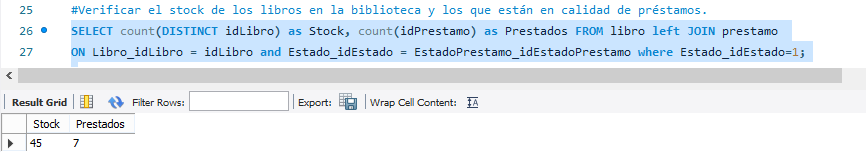 25 #Verificar el stock de los libros en la biblioteca y los que están en calidad de préstamos.
26 SELECT count(DISTINCT idLibro) as Stock, count(idPrestamo) as Prestados FROM libro left JOIN prestamo
27 ON Libro_idLibro = idLibro and Estado_idEstado = EstadoPrestamo_idEstadoPrestamo where Estado_idEstado=1;
Result Grid Filter Rows: Export: Wrap Cell Content:
Stock Prestados
45 7